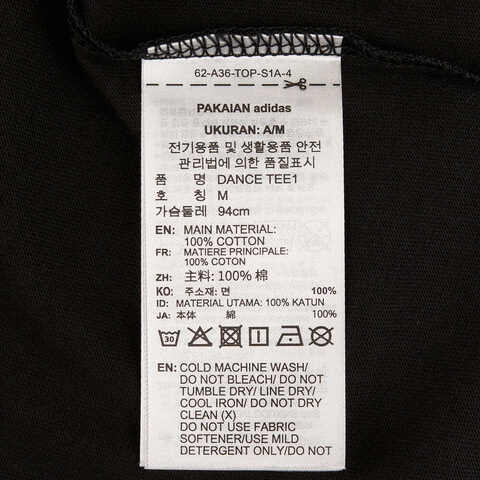 62-A36-TOP-S1A-4
PAKAIAN adidas
UKURAN: A/M
전기용품 및 생활용품 안전
관리법에 의한 품질표시
품 명 DANCE TEE1
호 칭 M
가슴둘레 94cm
EN: MAIN MATERIAL:
100% COTTON
FR: MATIERE PRINCIPALE:
100% COTON
ZH: 主料: 100% 棉
KO: 주소재: 면 100%
ID: MATERIAL UTAMA: 100% KATUN
JA: 本体 綿 100%
30
EN: COLD MACHINE WASH/
DO NOT BLEACH/ DO NOT
TUMBLE DRY/ LINE DRY/
COOL IRON/ DO NOT DRY
CLEAN (X)
DO NOT USE FABRIC
SOFTENER/USE MILD
DETERGENT ONLY/DO NOT